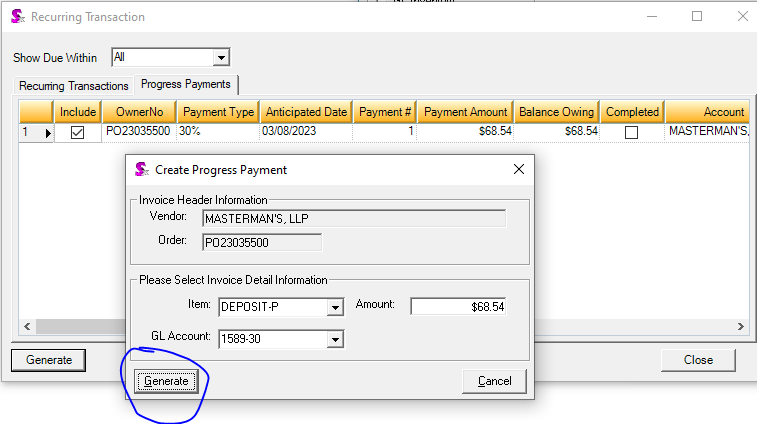 Recurring Transaction
Show Due Within All
Recurring Transactions Progress Payments
Include OwnerNo Payment Type Anticipated Date Payment # Payment Amount Balance Owing Completed Account
1 PO23035500 30% 03/08/2023 1 $68.54 $68.54 MASTERMAN'S,
Create Progress Payment
Invoice Header Information
Vendor: MASTERMAN'S, LLP
Order: PO23035500
Please Select Invoice Detail Information
Item: DEPOSIT-P Amount: $68.54
GL Account: 1589-30
Generate Cancel
Generate Close